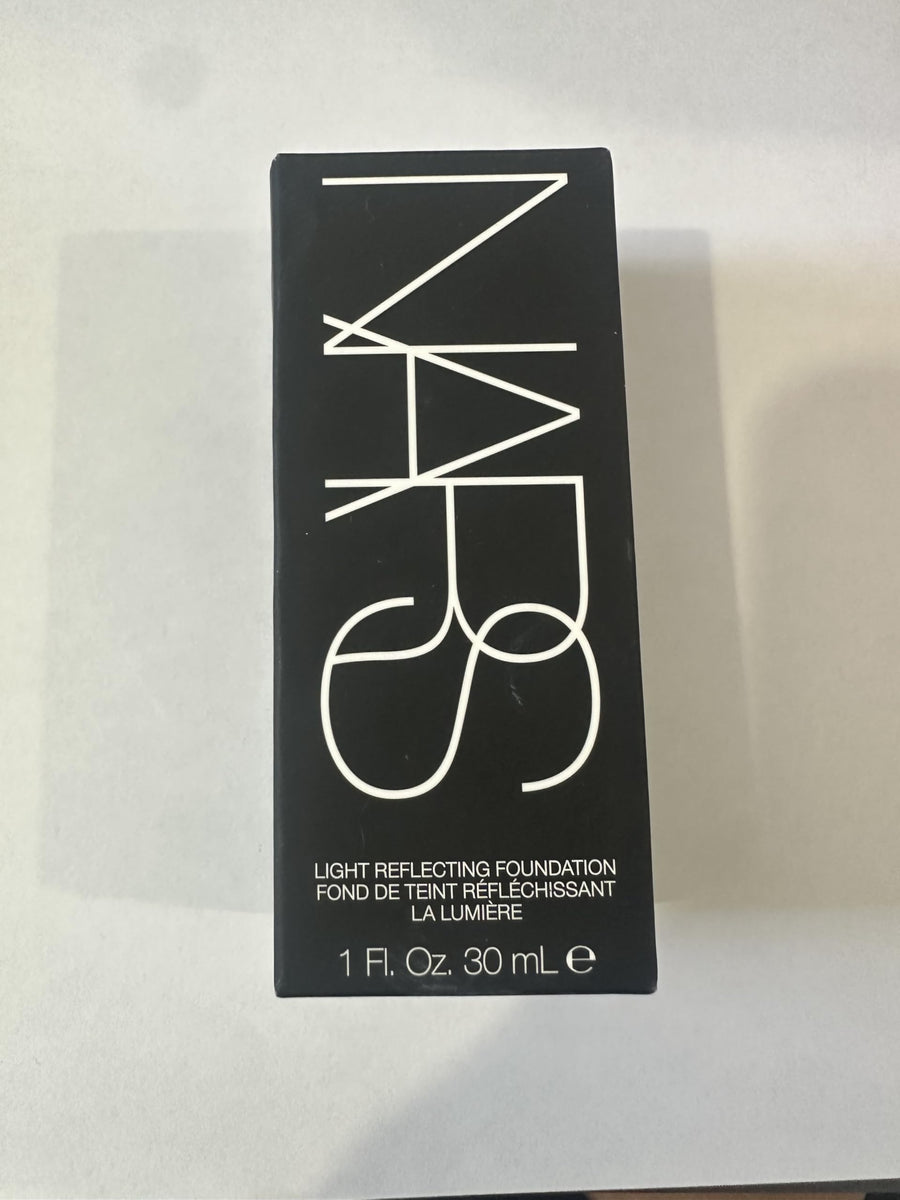 NARS
LIGHT REFLECTING FOUNDATION
FOND DE TEINT RÉFLÉCHISSANT
LA LUMIÈRE
1 Fl. Oz. 30 mL ℮